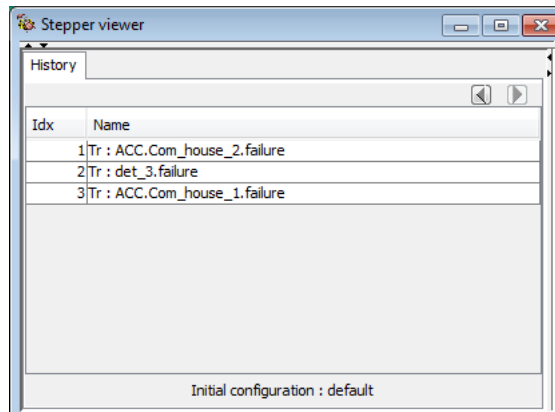 Stepper viewer
History
Idx Name
1 Tr : ACC.Com_house_2.failure
2 Tr : det_3.failure
3 Tr : ACC.Com_house_1.failure
Initial configuration : default